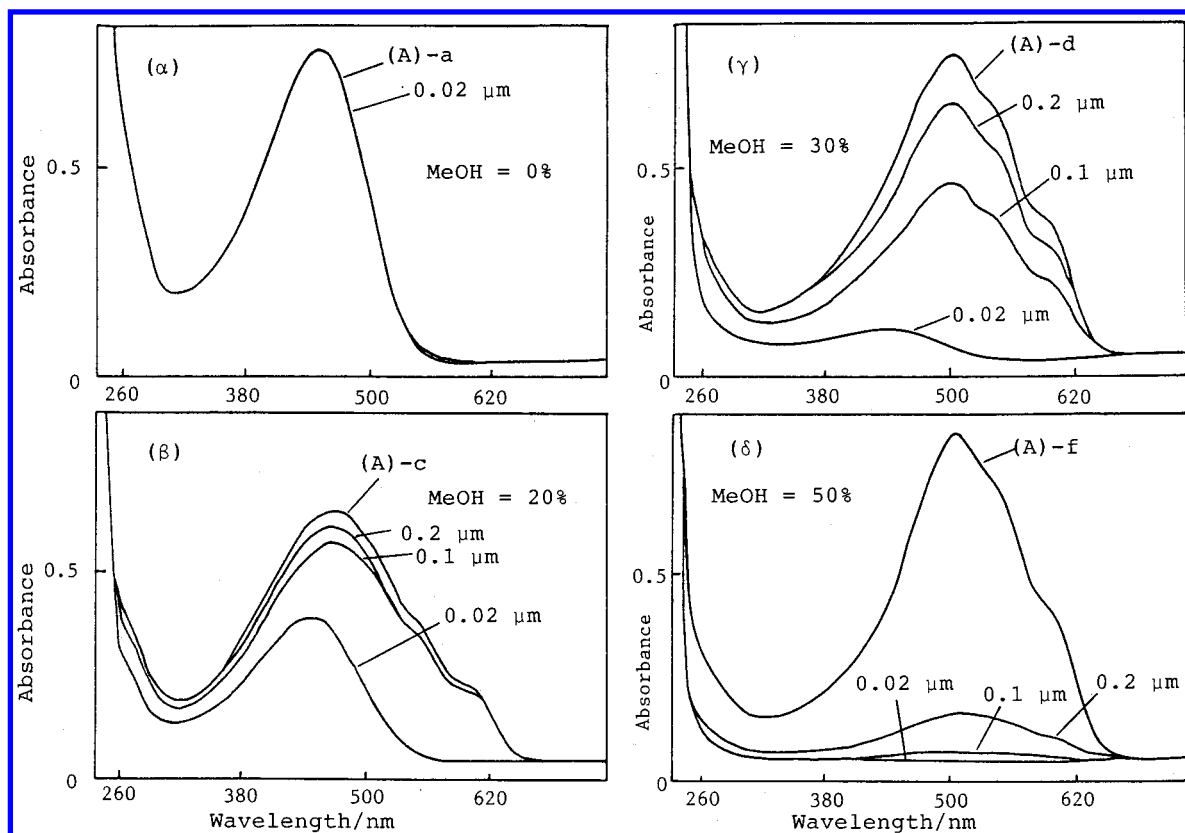 (α)
(A)-a
0.02 µm
MeOH = 0%
Absorbance
0.5
0
260 380 500 620
(β)
(A)-c
MeOH = 20%
0.2 µm
0.1 µm
0.02 µm
Absorbance
0.5
0
260 380 500 620
Wavelength/nm
(γ)
(A)-d
0.2 µm
MeOH = 30%
0.1 µm
0.02 µm
Absorbance
0.5
0
260 380 500 620
(δ)
(A)-f
MeOH = 50%
0.02 µm
0.1 µm
0.2 µm
Absorbance
0.5
0
260 380 500 620
Wavelength/nm